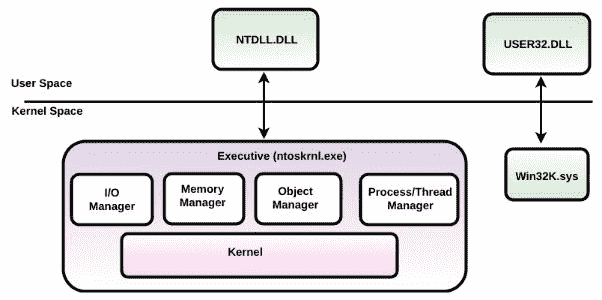 NTDLL.DLL
USER32.DLL
User Space
Kernel Space
Executive (ntoskrnl.exe)
I/O
Manager
Memory
Manager
Object
Manager
Process/Thread
Manager
Win32K.sys
Kernel